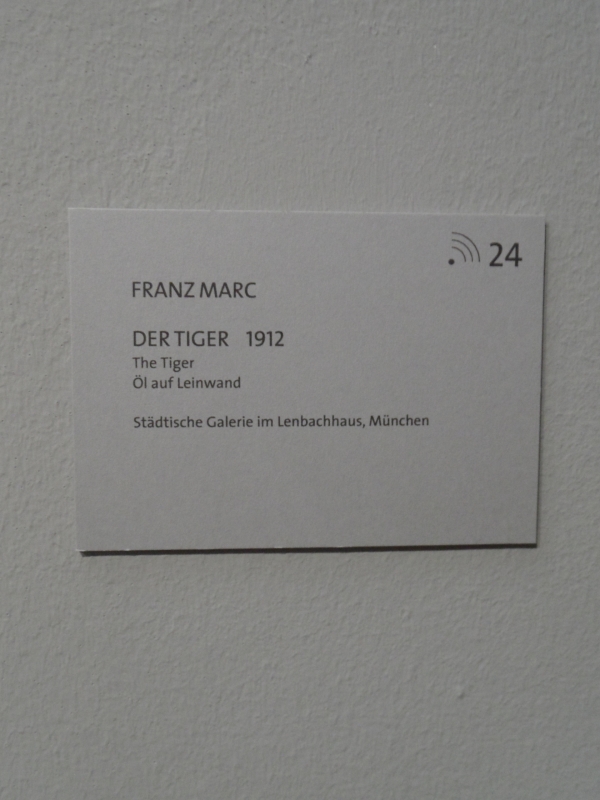 24
FRANZ MARC
DER TIGER 1912
The Tiger
Öl auf Leinwand
Städtische Galerie im Lenbachhaus, München